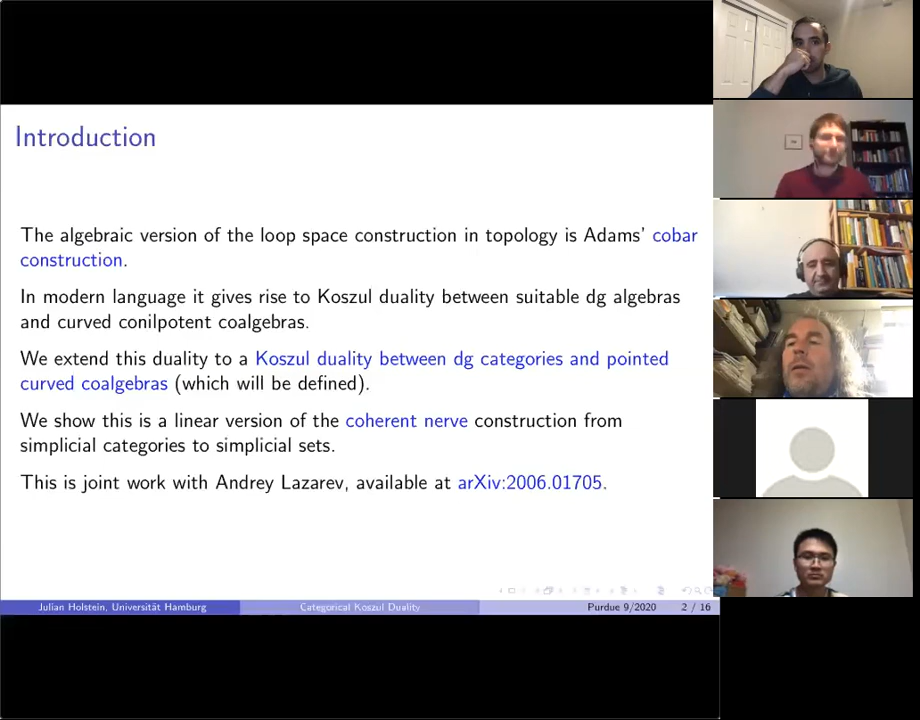 Introduction
The algebraic version of the loop space construction in topology is Adams' cobar
construction.
In modern language it gives rise to Koszul duality between suitable dg algebras
and curved conilpotent coalgebras.
We extend this duality to a Koszul duality between dg categories and pointed
curved coalgebras (which will be defined).
We show this is a linear version of the coherent nerve construction from
simplicial categories to simplicial sets.
This is joint work with Andrey Lazarev, available at arXiv:2006.01705.
Julian Holstein, Universität Hamburg
Categorical Koszul Duality
Purdue 9/2020
2 / 16